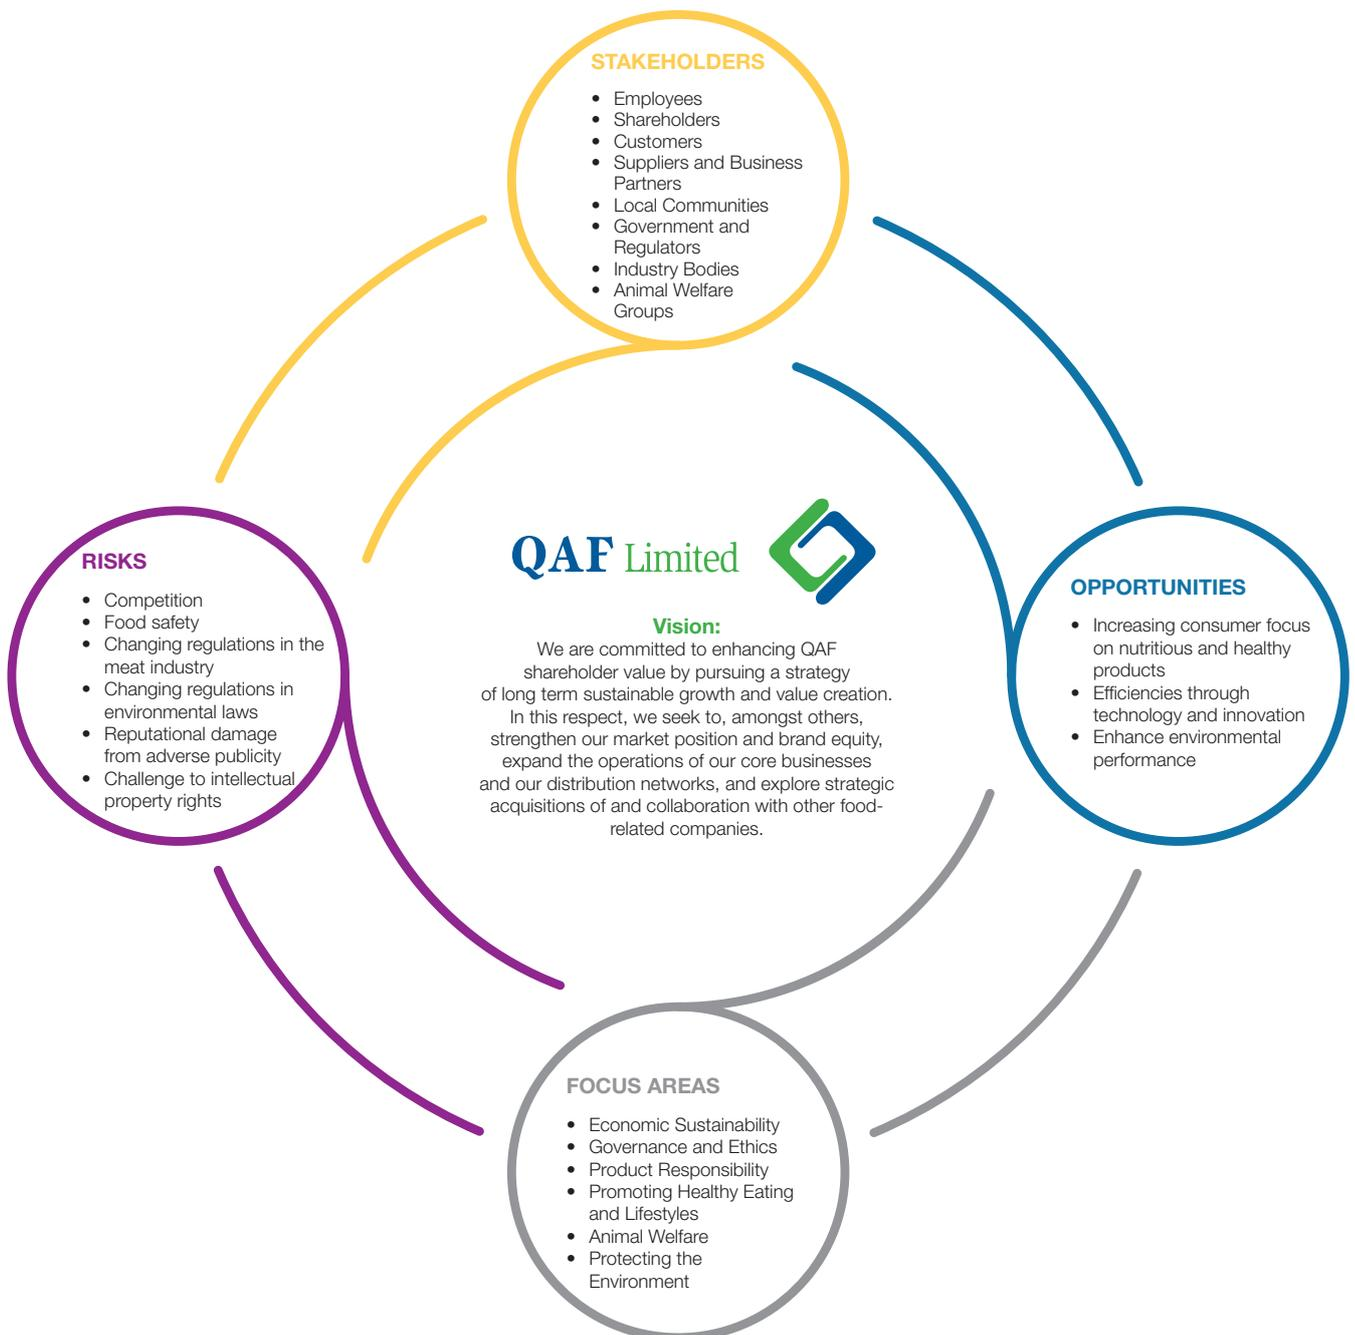 STAKEHOLDERS
• Employees
• Shareholders
• Customers
• Suppliers and Business
Partners
• Local Communities
• Government and
Regulators
• Industry Bodies
• Animal Welfare
Groups
RISKS
• Competition
• Food safety
• Changing regulations in the
meat industry
• Changing regulations in
environmental laws
• Reputational damage
from adverse publicity
• Challenge to intellectual
property rights
QAF Limited
Vision:
We are committed to enhancing QAF
shareholder value by pursuing a strategy
of long term sustainable growth and value creation.
In this respect, we seek to, amongst others,
strengthen our market position and brand equity,
expand the operations of our core businesses
and our distribution networks, and explore strategic
acquisitions of and collaboration with other food-
related companies.
OPPORTUNITIES
• Increasing consumer focus
on nutritious and healthy
products
• Efficiencies through
technology and innovation
• Enhance environmental
performance
FOCUS AREAS
• Economic Sustainability
• Governance and Ethics
• Product Responsibility
• Promoting Healthy Eating
and Lifestyles
• Animal Welfare
• Protecting the
Environment